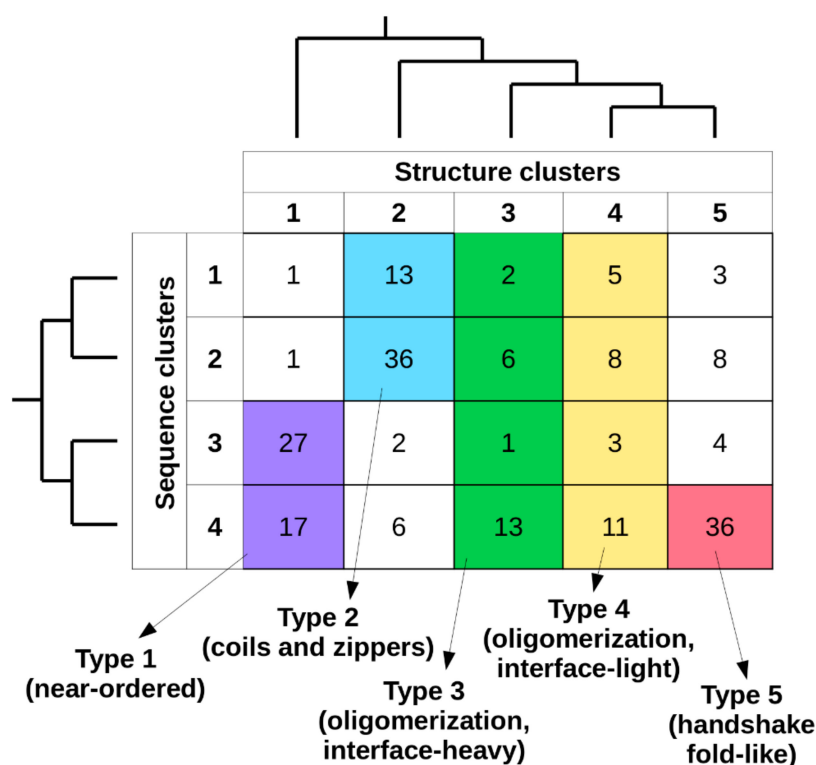 Structure clusters
1 2 3 4 5
Sequence clusters
1 1 13 2 5 3
2 1 36 6 8 8
3 27 2 1 3 4
4 17 6 13 11 36
Type 1
(near-ordered)
Type 2
(coils and zippers)
Type 3
(oligomerization,
interface-heavy)
Type 4
(oligomerization,
interface-light)
Type 5
(handshake
fold-like)